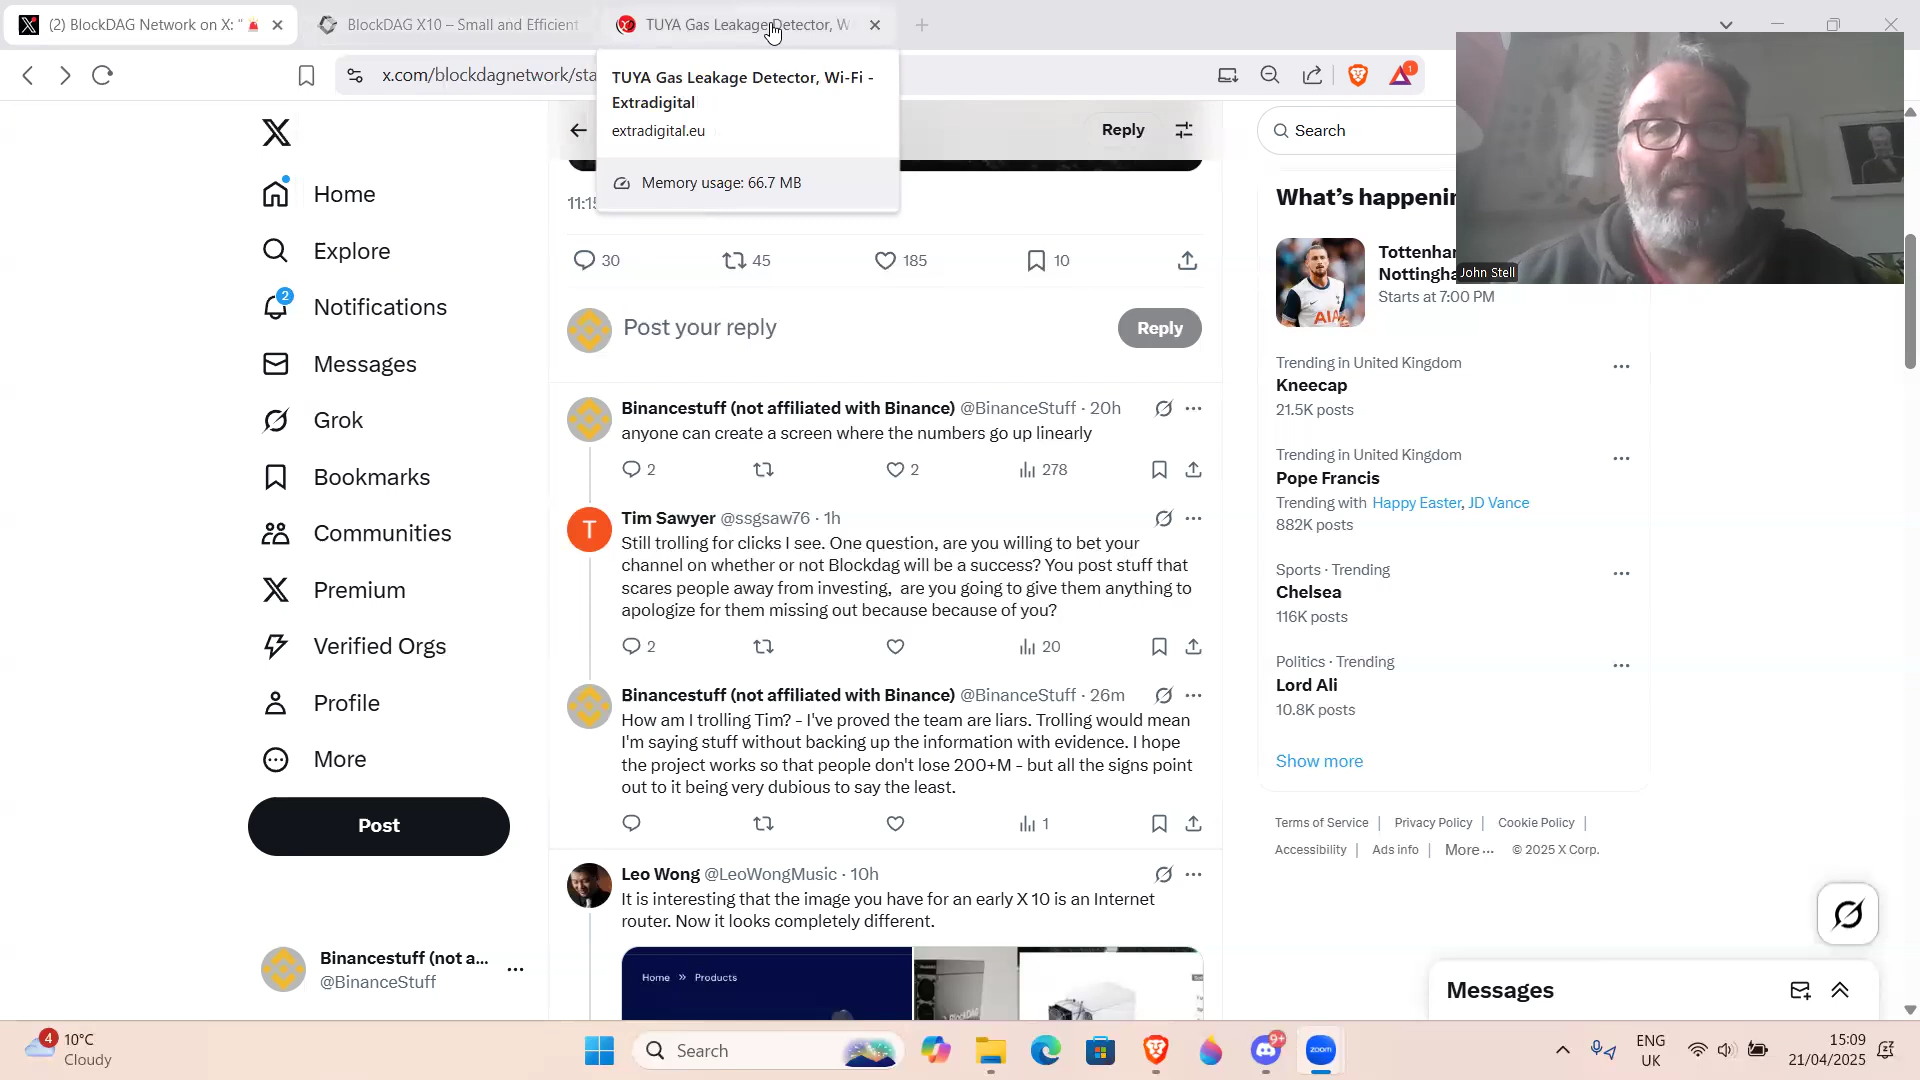 (2) BlockDAG Network on X: "🚨
BlockDAG X10 – Small and Efficient
TUYA Gas Leakage Detector, W
x.com/blockdagnetwork/sta
1
TUYA Gas Leakage Detector, Wi-Fi -
Extradigital
extradigital.eu
Memory usage: 66.7 MB
Home
Explore
2
Notifications
Messages
Grok
Bookmarks
Communities
Premium
Verified Orgs
Profile
More
Post
Binancestuff (not a...
@BinanceStuff
Reply
11:15
30
45
185
10
Post your reply
Reply
Binancestuff (not affiliated with Binance) @BinanceStuff · 20h
anyone can create a screen where the numbers go up linearly
2
2
278
T
Tim Sawyer @ssgsaw76 · 1h
Still trolling for clicks I see. One question, are you willing to bet your
channel on whether or not Blockdag will be a success? You post stuff that
scares people away from investing, are you going to give them anything to
apologize for them missing out because because of you?
2
20
Binancestuff (not affiliated with Binance) @BinanceStuff · 26m
How am I trolling Tim? - I've proved the team are liars. Trolling would mean
I'm saying stuff without backing up the information with evidence. I hope
the project works so that people don't lose 200+M - but all the signs point
out to it being very dubious to say the least.
1
Leo Wong @LeoWongMusic · 10h
It is interesting that the image you have for an early X 10 is an Internet
router. Now it looks completely different.
Home » Products
Search
What's happenin
Tottenha
Nottingha
Starts at 7:00 PM
AIA
John Stell
Trending in United Kingdom
Kneecap
21.5K posts
Trending in United Kingdom
Pope Francis
Trending with Happy Easter, JD Vance
882K posts
Sports · Trending
Chelsea
116K posts
Politics · Trending
Lord Ali
10.8K posts
Show more
Terms of Service | Privacy Policy | Cookie Policy |
Accessibility | Ads info | More ... © 2025 X Corp.
Messages
4
10°C
Cloudy
Search
9+
zoom
ENG
UK
15:09
21/04/2025